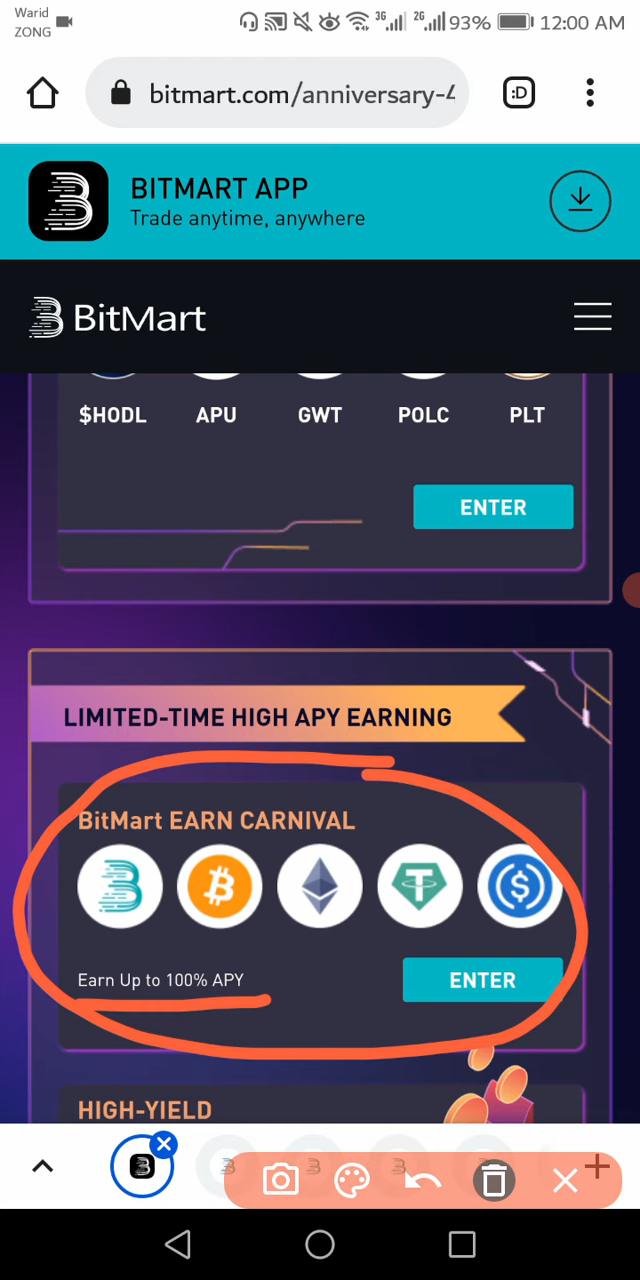 Warid
ZONG
3G
2G
93%
12:00 AM
bitmart.com/anniversary-4
:D
BITMART APP
Trade anytime, anywhere
BitMart
$HODL APU GWT POLC PLT
ENTER
LIMITED-TIME HIGH APY EARNING
BitMart EARN CARNIVAL
Earn Up to 100% APY
ENTER
HIGH-YIELD